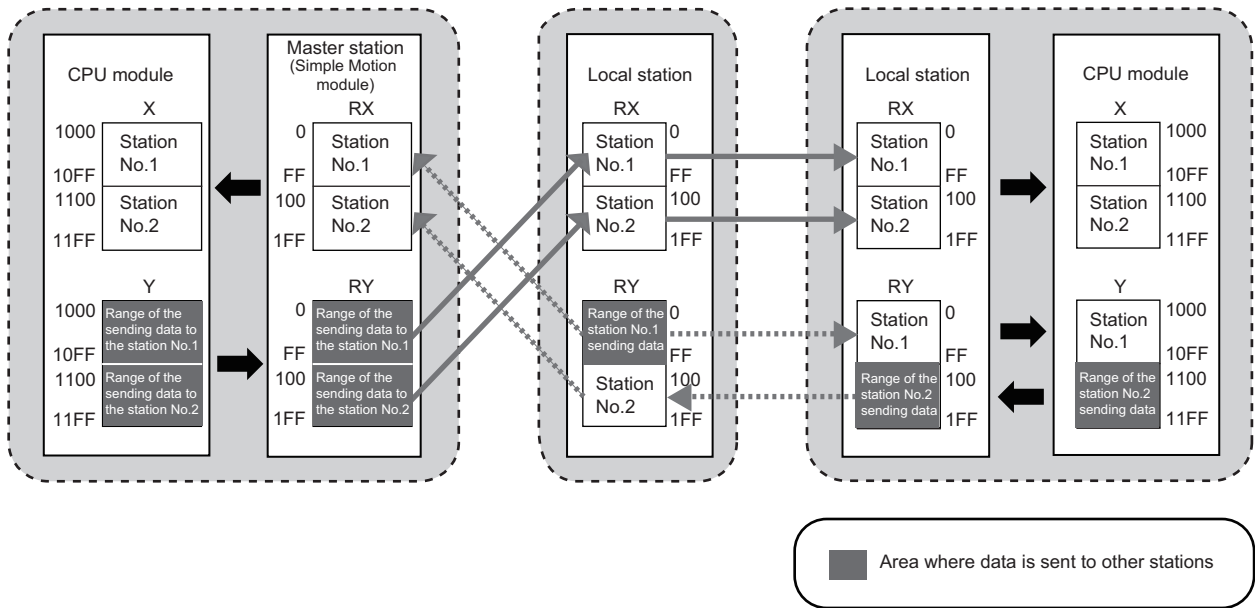 CPU module
X
1000
Station
No.1
10FF
1100
Station
No.2
11FF
Y
1000
Range of the
sending data to
the station No.1
10FF
1100
Range of the
sending data to
the station No.2
11FF
Master station
(Simple Motion
module)
RX
0
Station
No.1
FF
100
Station
No.2
1FF
RY
0
Range of the
sending data to
the station No.1
FF
100
Range of the
sending data to
the station No.2
1FF
Local station
RX
Station
No.1
0
FF
Station
No.2
100
1FF
RY
Range of the
station No.1
sending data
0
FF
Station
No.2
100
1FF
Local station
RX
Station
No.1
0
FF
Station
No.2
100
1FF
RY
Station
No.1
0
FF
Range of the
station No.2
sending data
100
1FF
CPU module
X
Station
No.1
1000
10FF
Station
No.2
1100
11FF
Y
Station
No.1
1000
10FF
Range of the
station No.2
sending data
1100
11FF
Area where data is sent to other stations